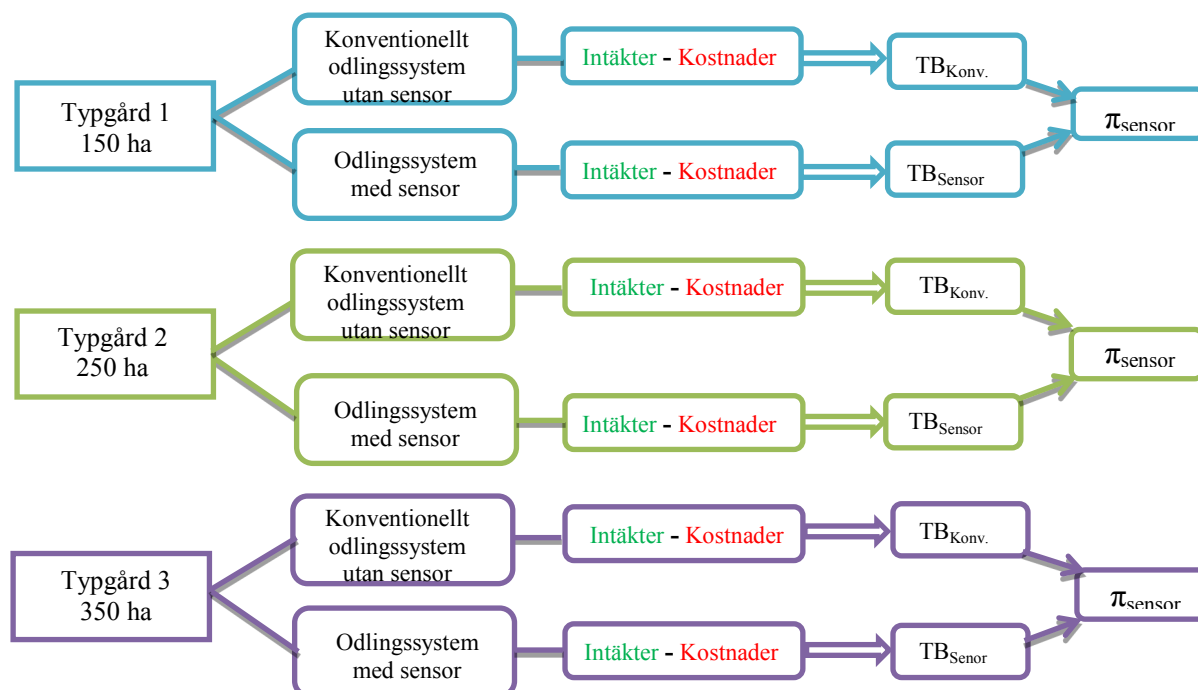 Typgård 1
150 ha
Konventionellt
odlingssystem
utan sensor
Intäkter - Kostnader
TBKonv.
Odlingssystem
med sensor
Intäkter - Kostnader
TBSensor
πsensor
Typgård 2
250 ha
Konventionellt
odlingssystem
utan sensor
Intäkter - Kostnader
TBKonv.
Odlingssystem
med sensor
Intäkter - Kostnader
TBSensor
πsensor
Typgård 3
350 ha
Konventionellt
odlingssystem
utan sensor
Intäkter - Kostnader
TBKonv.
Odlingssystem
med sensor
Intäkter - Kostnader
TBSenor
πsensor